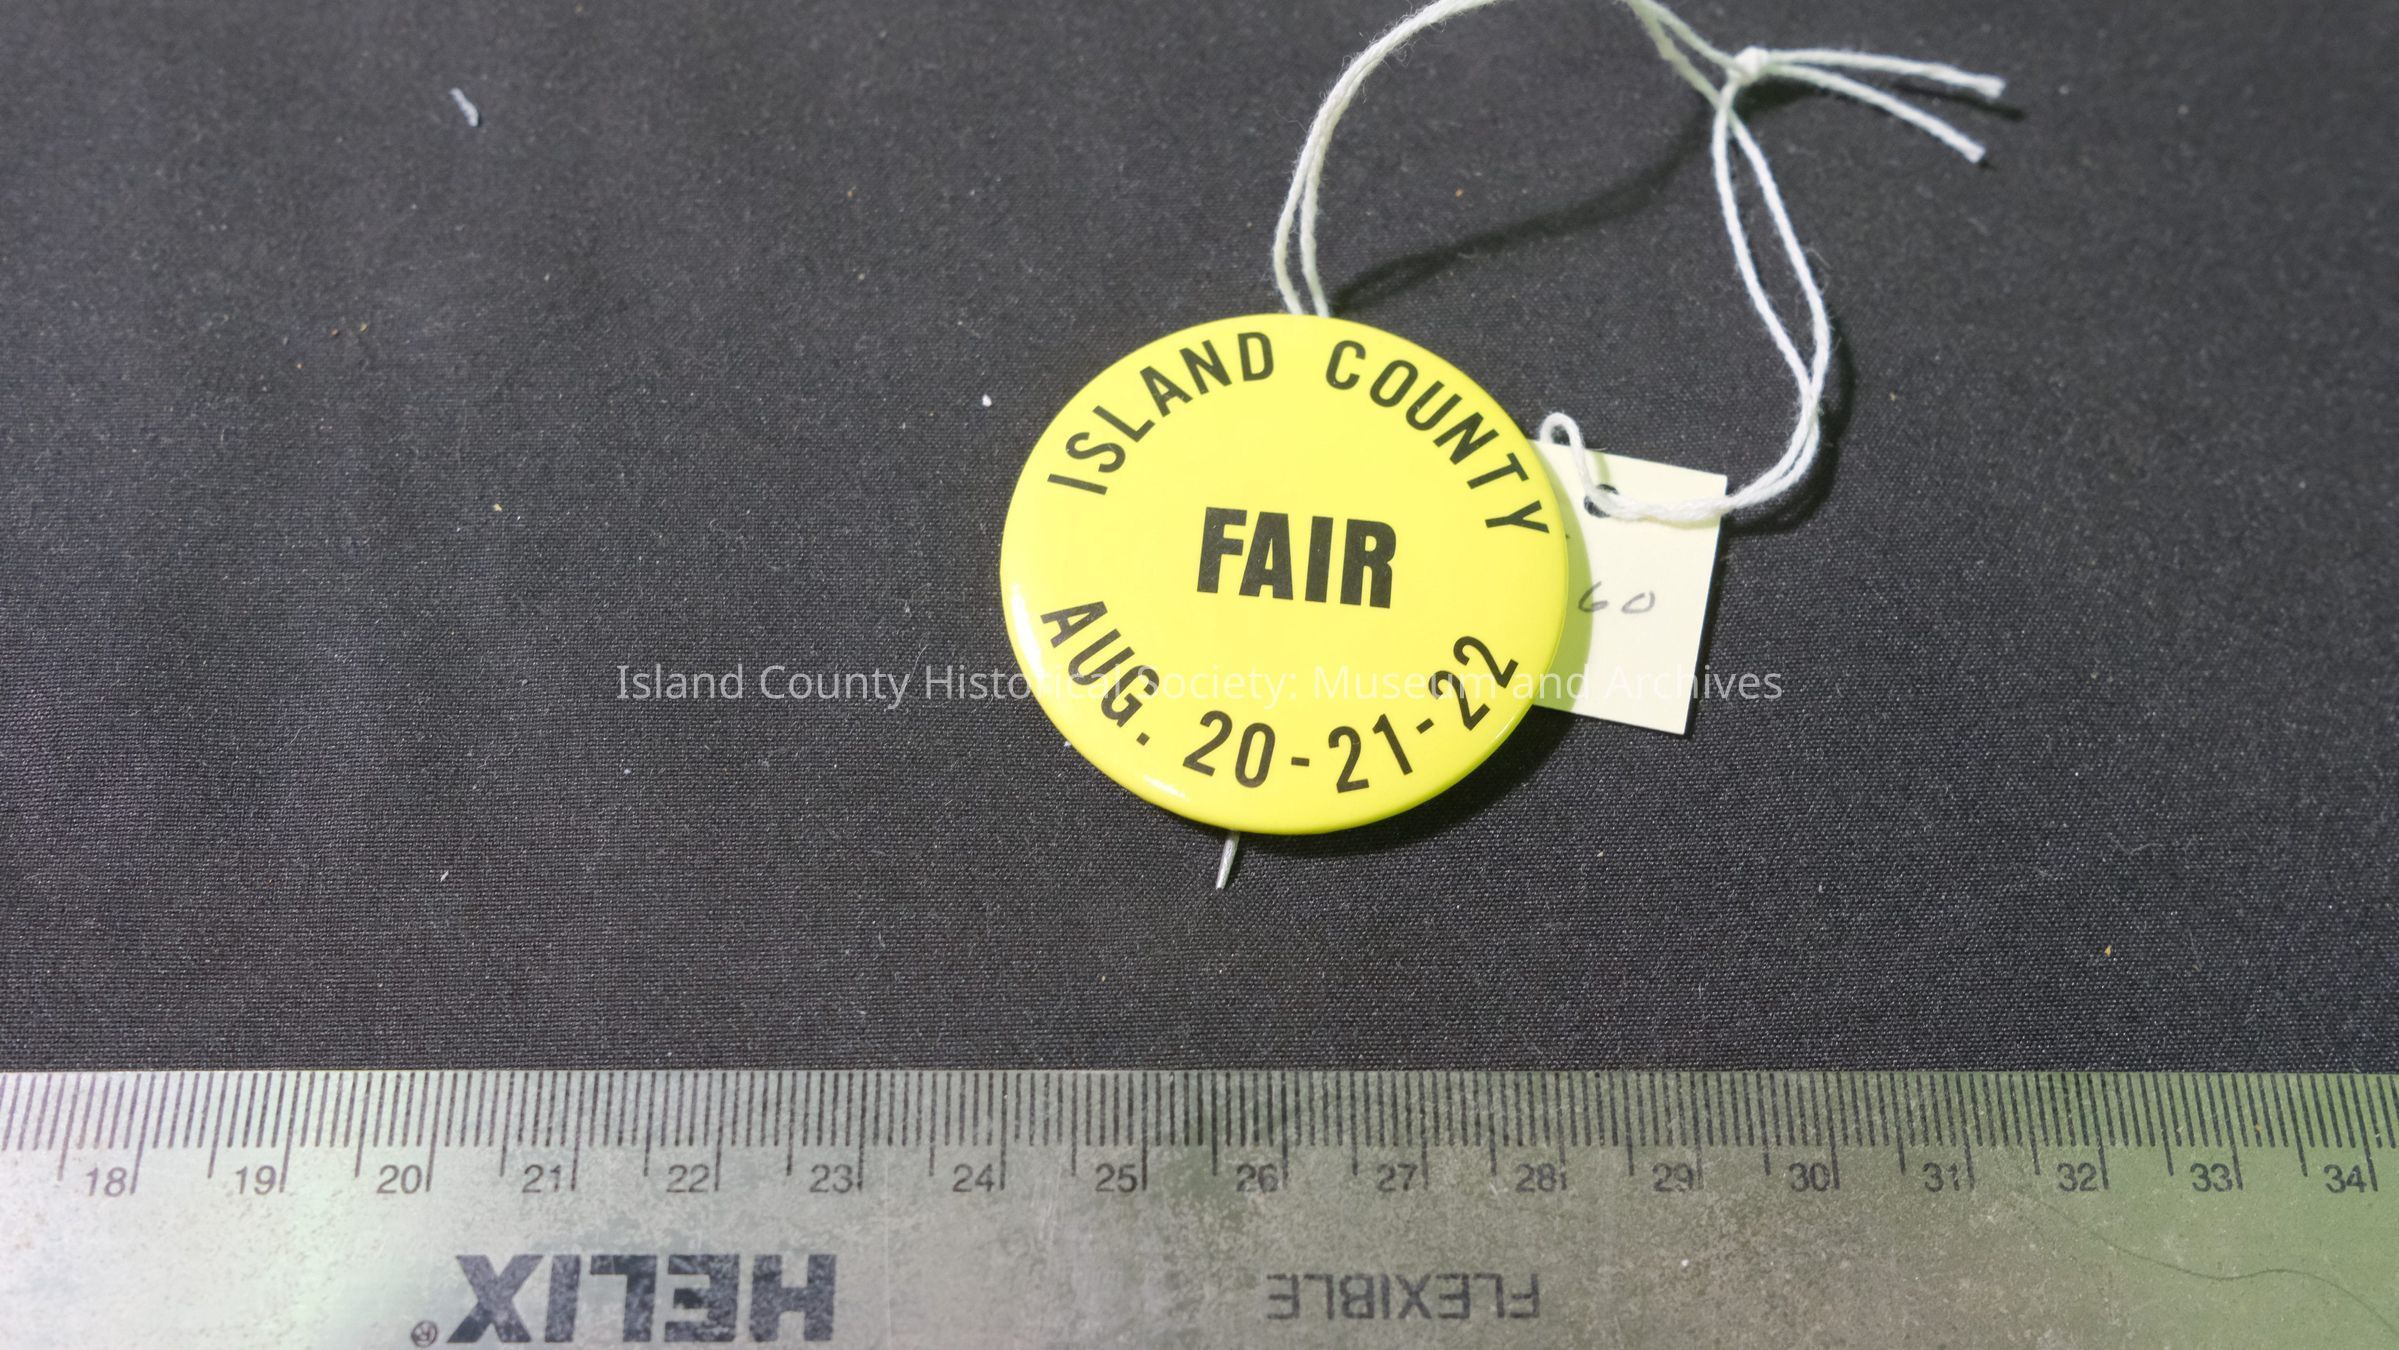 ISLAND COUNTY
FAIR
AUG. 20-21-22
60
Island County Historical Society: Museum and Archives
18 19 20 21 22 23 24 25 26 27 28 29 30 31 32 33 34
HELIX®
FLEXIBLE